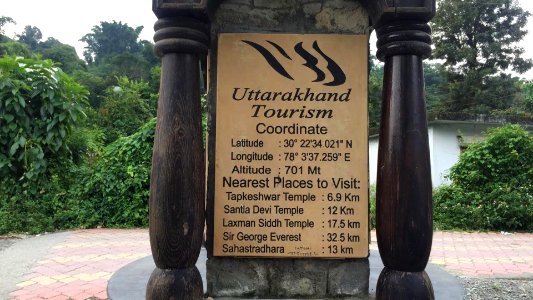 Uttarakhand
Tourism
Coordinate
Latitude : 30° 22'34.021" N
Longitude : 78° 3'37.259" E
Altitude : 701 Mt
Nearest Places to Visit:
Tapkeshwar Temple : 6.9 Km
Santla Devi Temple : 12 Km
Laxman Siddh Temple : 17.5 km
Sir George Everest : 32.5 km
Sahastradhara : 13 km